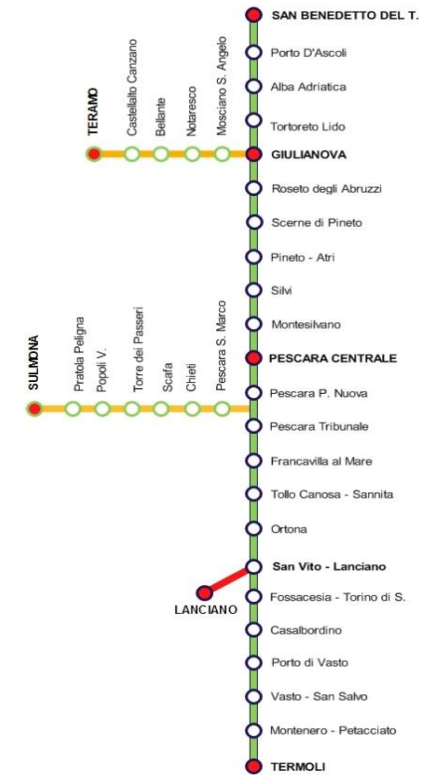 SAN BENEDETTO DEL T.
Porto D'Ascoli
Alba Adriatica
Tortoreto Lido
TERAMO
Castellalto Canzano
Bellante
Notaresco
Mosciano S. Angelo
GIULIANOVA
Roseto degli Abruzzi
Scerne di Pineto
Pineto - Atri
Silvi
Montesilvano
PESCARA CENTRALE
SULMONA
Pratola Peligna
Popoli V.
Torre dei Passeri
Scafa
Chieti
Pescara S. Marco
Pescara P. Nuova
Pescara Tribunale
Francavilla al Mare
Tollo Canosa - Sannita
Ortona
San Vito - Lanciano
LANCIANO
Fossacesia - Torino di S.
Casalbordino
Porto di Vasto
Vasto - San Salvo
Montenero - Petacciato
TERMOLI